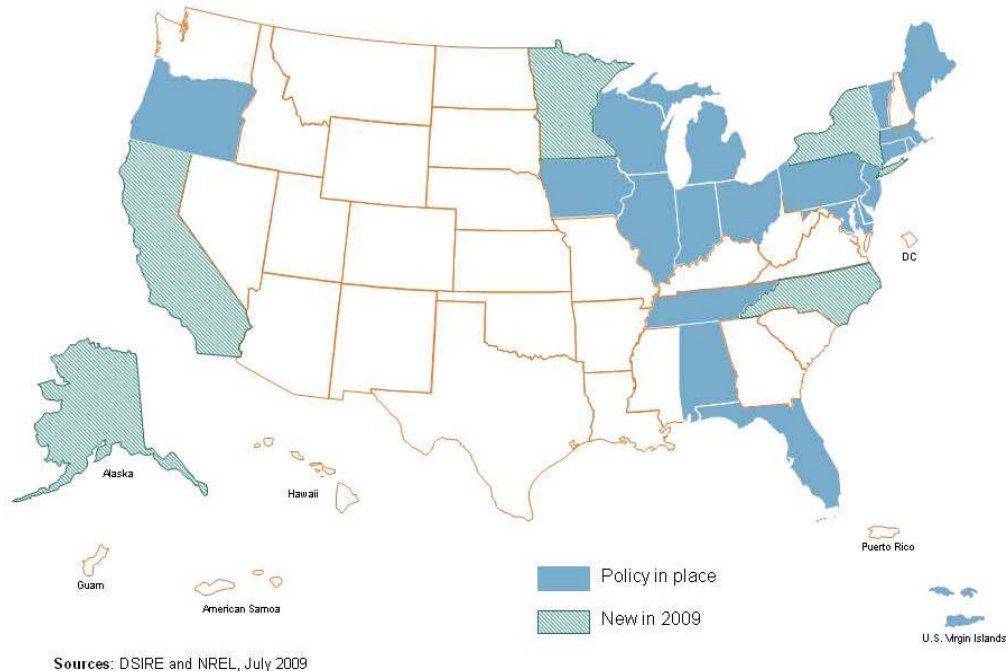 DC
Alaska
Hawaii
Puerto Rico
Guam
American Samoa
Policy in place
New in 2009
U.S. Virgin Islands
Sources: DSIRE and NREL, July 2009